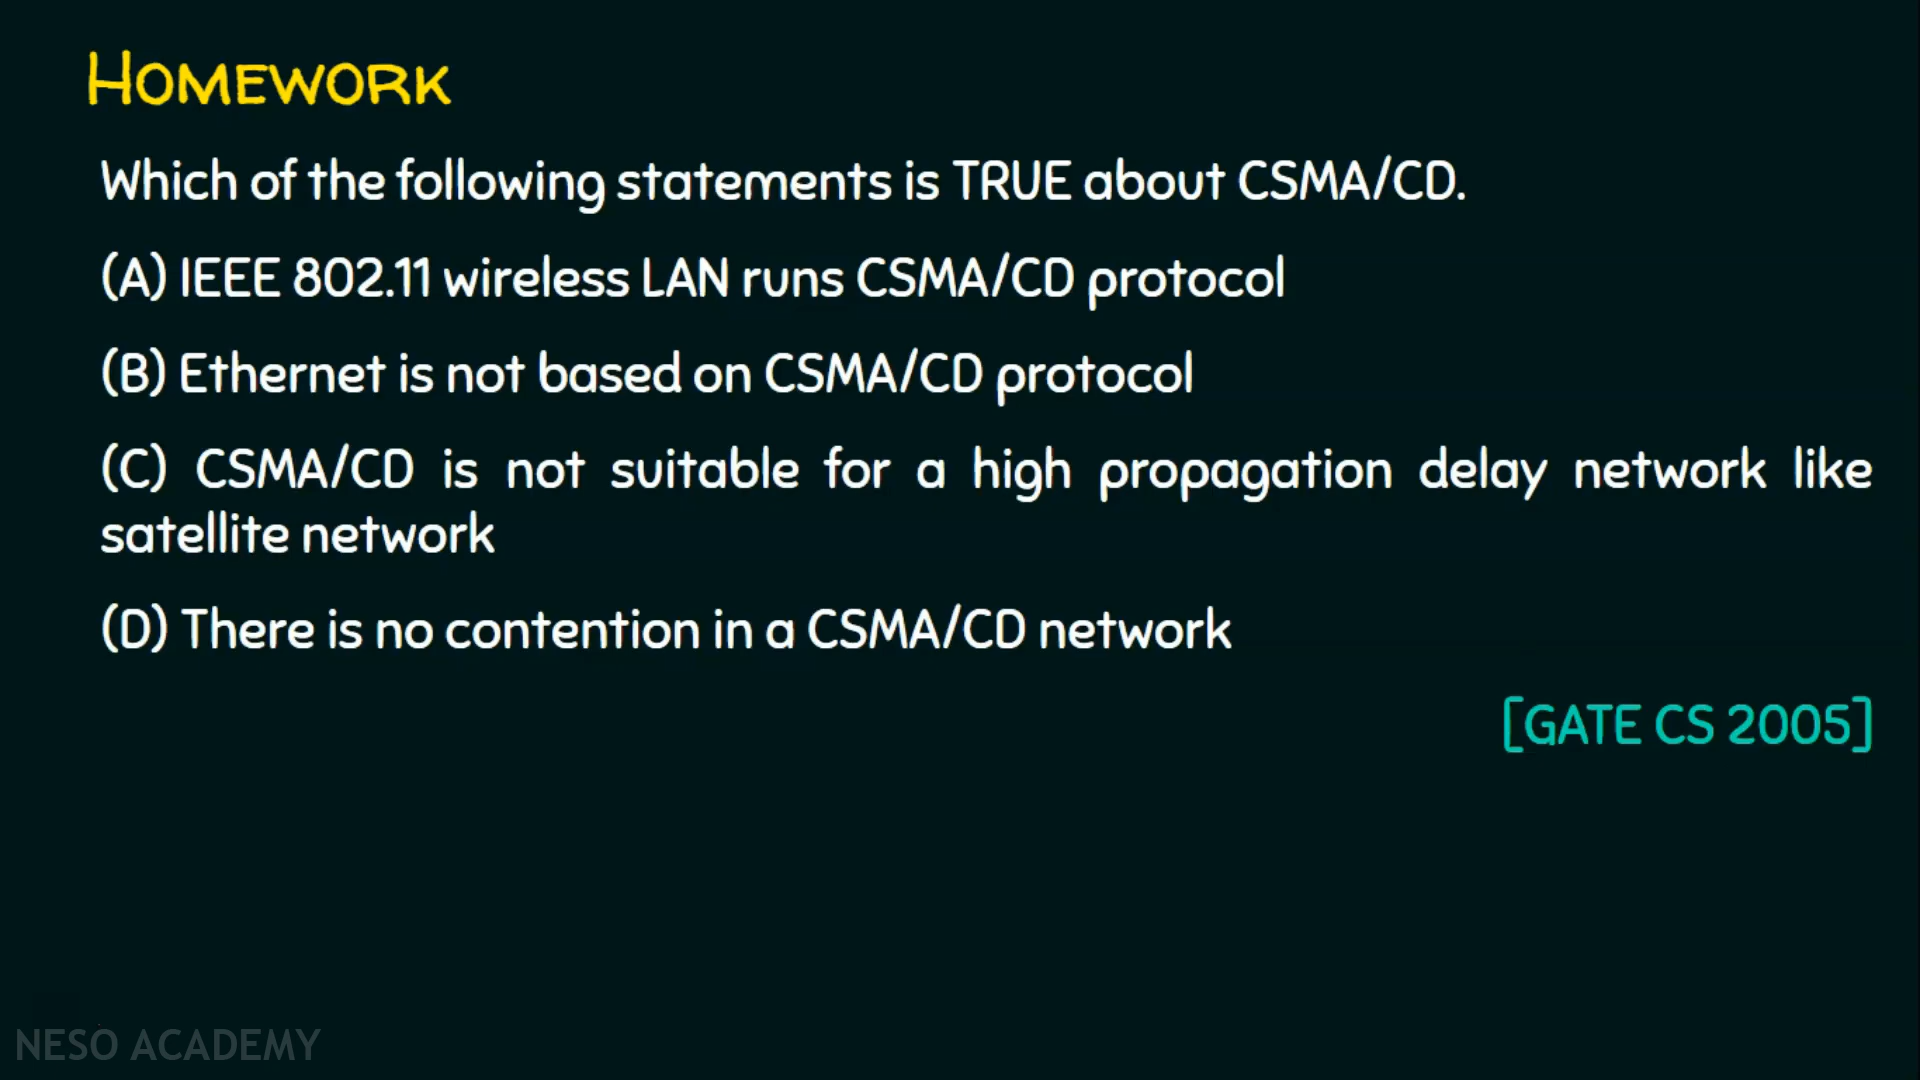 HOMEWORK
Which of the following statements is TRUE about CSMA/CD.
(A) IEEE 802.11 wireless LAN runs CSMA/CD protocol
(B) Ethernet is not based on CSMA/CD protocol
(C) CSMA/CD is not suitable for a high propagation delay network like
satellite network
(D) There is no contention in a CSMA/CD network
[GATE CS 2005]
NESO ACADEMY